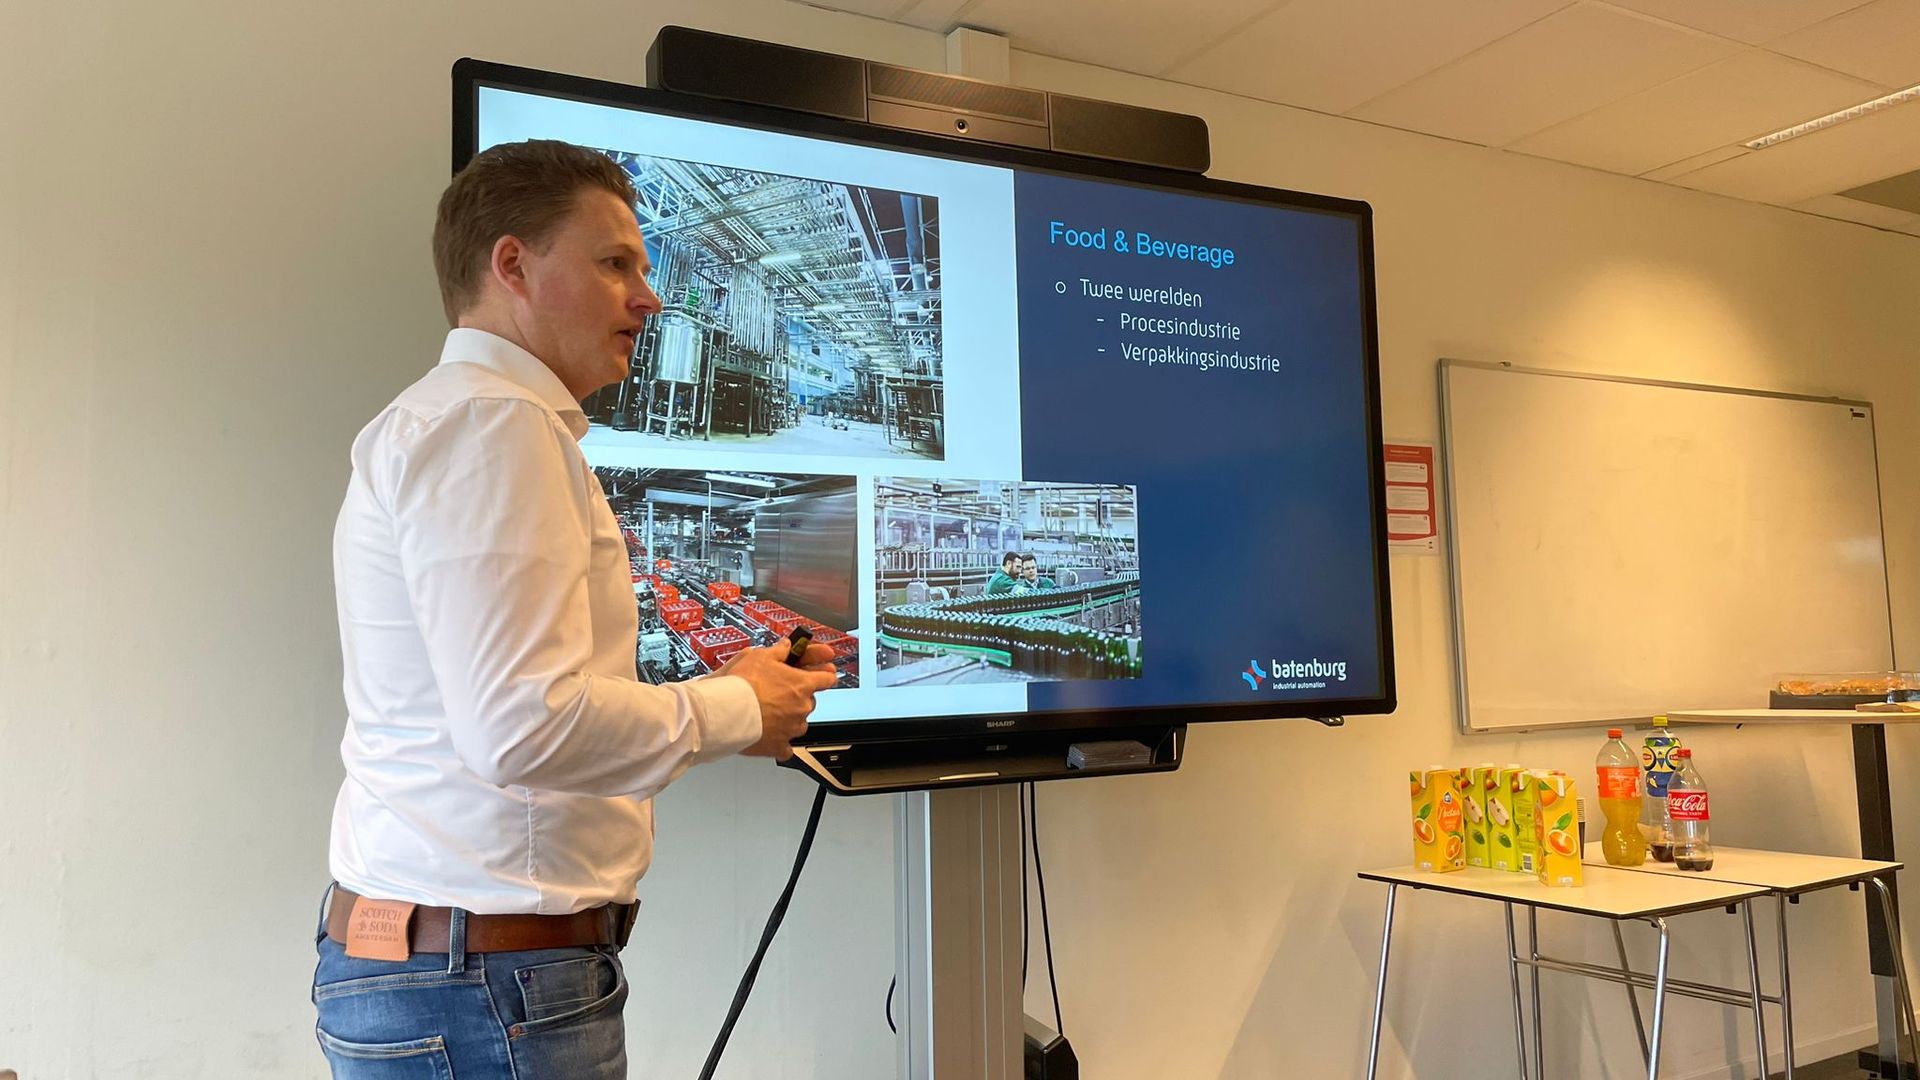 Food & Beverage
○ Twee werelden
- Procesindustrie
- Verpakkingsindustrie
batenburg
industrial automation
SHARP
Coca-Cola
SCOTCH
& SODA
AMSTERDAM